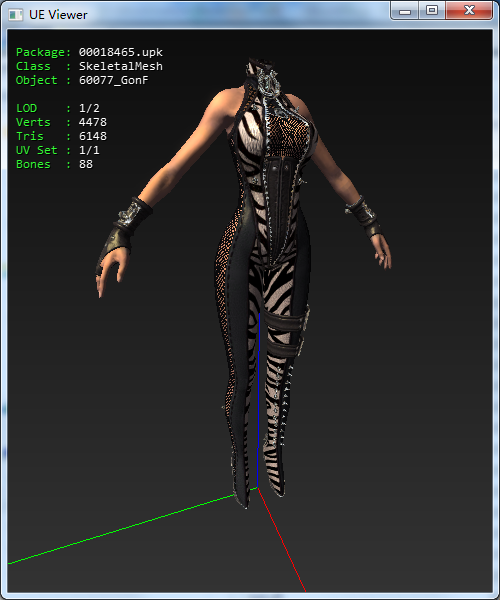 UE Viewer
Package: 00018465.upk
Class  : SkeletalMesh
Object : 60077_GonF
LOD    : 1/2
Verts  : 4478
Tris   : 6148
UV Set : 1/1
Bones  : 88